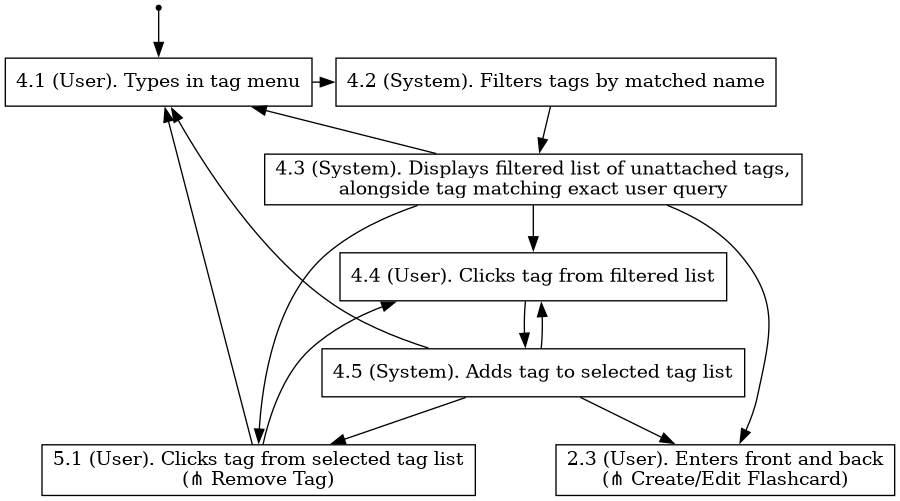 4.1 (User). Types in tag menu
4.2 (System). Filters tags by matched name
4.3 (System). Displays filtered list of unattached tags,
alongside tag matching exact user query
4.4 (User). Clicks tag from filtered list
4.5 (System). Adds tag to selected tag list
5.1 (User). Clicks tag from selected tag list
(⋔ Remove Tag)
2.3 (User). Enters front and back
(⋔ Create/Edit Flashcard)